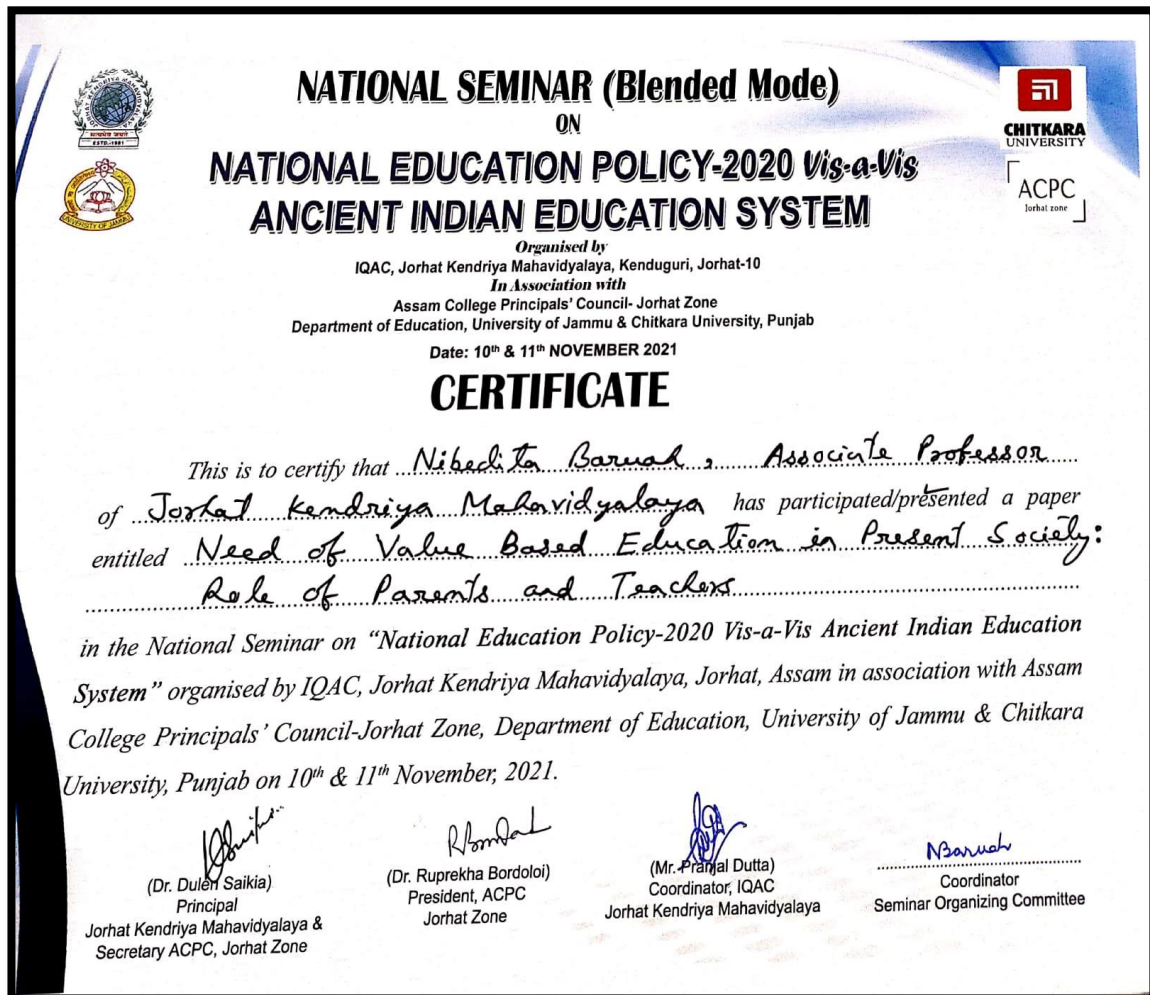 NATIONAL SEMINAR (Blended Mode)
ON
NATIONAL EDUCATION POLICY-2020 Vis-a-Vis
ANCIENT INDIAN EDUCATION SYSTEM
JORHAT KENDRIYA MAHAVIDYALAYA
ESTD.-1981
UNIVERSITY OF JAMMU
CHITKARA
UNIVERSITY
ACPC
Jorhat zone
Organised by
IQAC, Jorhat Kendriya Mahavidyalaya, Kenduguri, Jorhat-10
In Association with
Assam College Principals' Council- Jorhat Zone
Department of Education, University of Jammu & Chitkara University, Punjab
Date: 10th & 11th NOVEMBER 2021
CERTIFICATE
This is to certify that Nibedita Baruah, Associate Professor
of Jorhat Kendriya Mahavidyalaya has participated/presented a paper
entitled Need of Value Based Education in Present Society:
Role of Parents and Teachers
in the National Seminar on "National Education Policy-2020 Vis-a-Vis Ancient Indian Education
System" organised by IQAC, Jorhat Kendriya Mahavidyalaya, Jorhat, Assam in association with Assam
College Principals' Council-Jorhat Zone, Department of Education, University of Jammu & Chitkara
University, Punjab on 10th & 11th November, 2021.
NBaruah
(Dr. Dulen Saikia)
Principal
Jorhat Kendriya Mahavidyalaya &
Secretary ACPC, Jorhat Zone
(Dr. Ruprekha Bordoloi)
President, ACPC
Jorhat Zone
(Mr. Pranjal Dutta)
Coordinator, IQAC
Jorhat Kendriya Mahavidyalaya
Coordinator
Seminar Organizing Committee